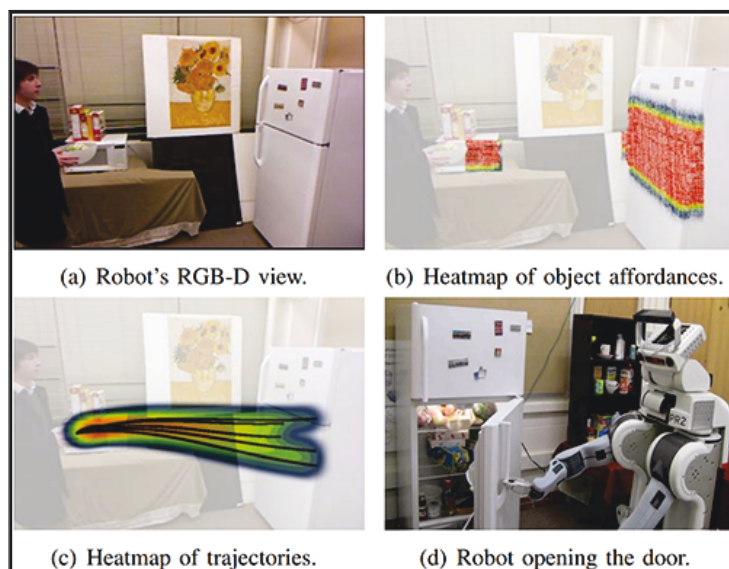 (a) Robot's RGB-D view.
(b) Heatmap of object affordances.
PR2
(c) Heatmap of trajectories.
(d) Robot opening the door.